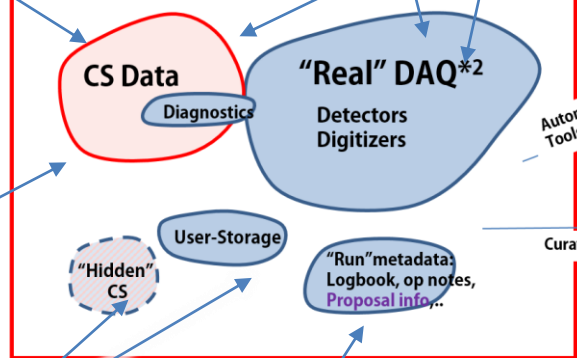 CS Data
"Real" DAQ*2
Diagnostics
Detectors
Digitizers
User-Storage
"Hidden"
CS
"Run"metadata:
Logbook, op notes,
Proposal info,..